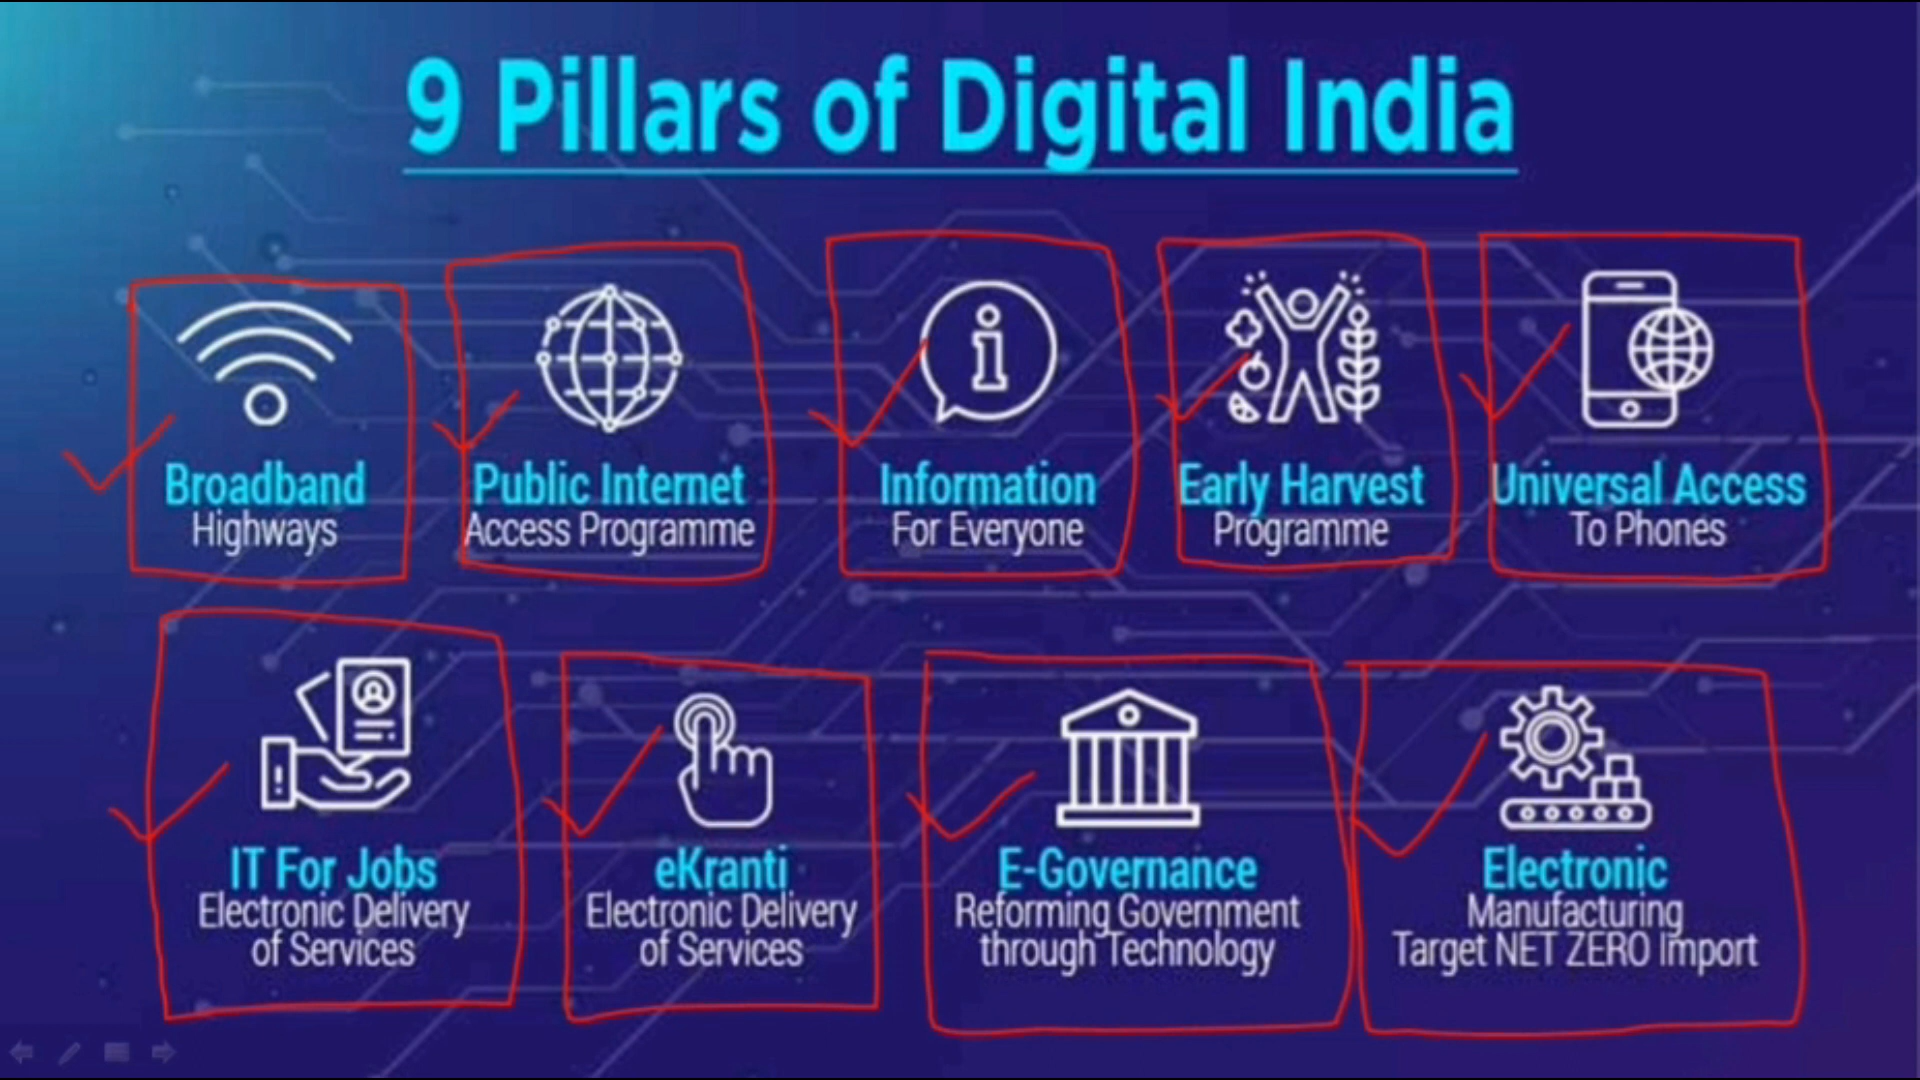 9 Pillars of Digital India
Broadband
Highways
Public Internet
Access Programme
Information
For Everyone
Early Harvest
Programme
Universal Access
To Phones
IT For Jobs
Electronic Delivery
of Services
eKranti
Electronic Delivery
of Services
E-Governance
Reforming Government
through Technology
Electronic
Manufacturing
Target NET ZERO Import